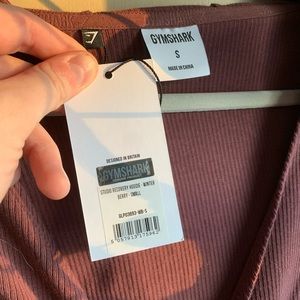 GYMSHARK
S
MADE IN CHINA
DESIGNED IN BRITAIN
GYMSHARK
STUDIO RECOVERY HOODIE - WINTER
BERRY - SMALL